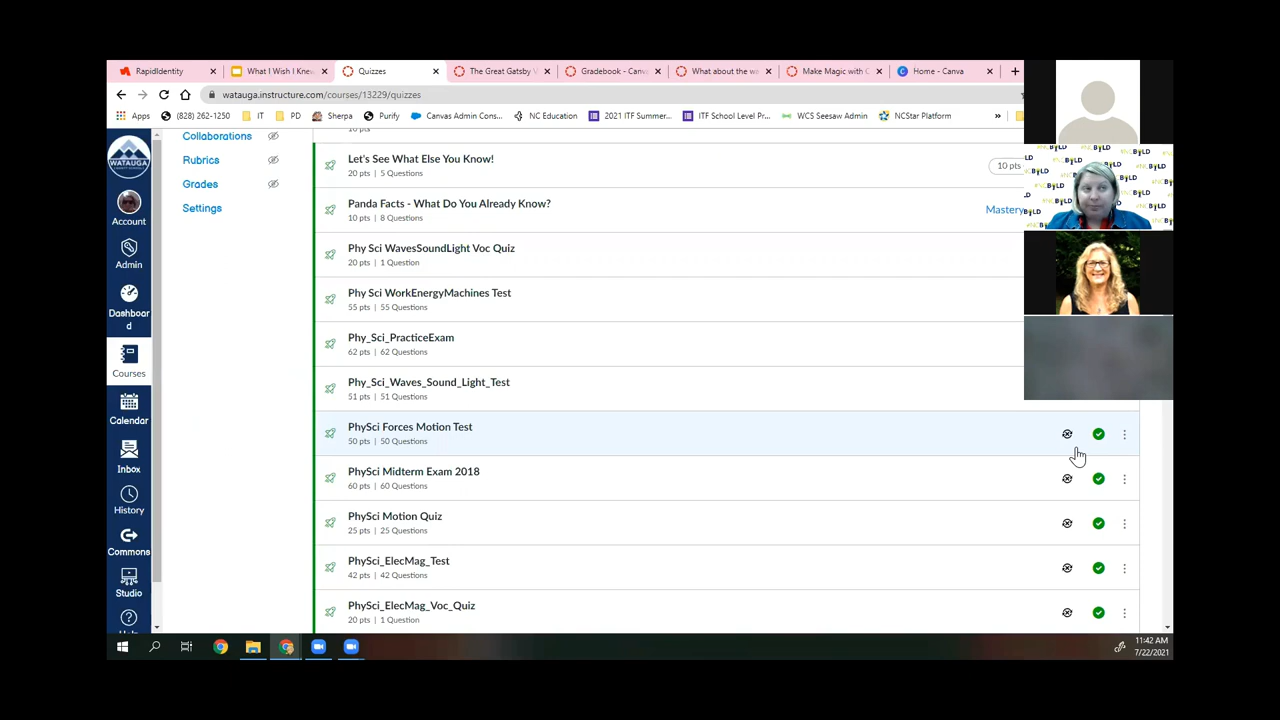 RapidIdentity
What I Wish I Knew
Quizzes
The Great Gatsby V
Gradebook - Canva
What about the wa
Make Magic with C
Home - Canva
watauga.instructure.com/courses/13229/quizzes
Apps
(828) 262-1250
IT
PD
Sherpa
Purify
Canvas Admin Cons...
NC Education
2021 ITF Summer...
ITF School Level Pr...
WCS Seesaw Admin
NCStar Platform
WATAUGA
Account
Admin
Dashboar
d
Courses
Calendar
Inbox
History
Commons
Studio
Help
Collaborations
Rubrics
Grades
Settings
10 pts
Let's See What Else You Know!
20 pts | 5 Questions
10 pts
Panda Facts - What Do You Already Know?
10 pts | 8 Questions
Mastery
Phy Sci WavesSoundLight Voc Quiz
20 pts | 1 Question
Phy Sci WorkEnergyMachines Test
55 pts | 55 Questions
Phy_Sci_PracticeExam
62 pts | 62 Questions
Phy_Sci_Waves_Sound_Light_Test
51 pts | 51 Questions
PhySci Forces Motion Test
50 pts | 50 Questions
PhySci Midterm Exam 2018
60 pts | 60 Questions
PhySci Motion Quiz
25 pts | 25 Questions
PhySci_ElecMag_Test
42 pts | 42 Questions
PhySci_ElecMag_Voc_Quiz
20 pts | 1 Question
11:42 AM
7/22/2021